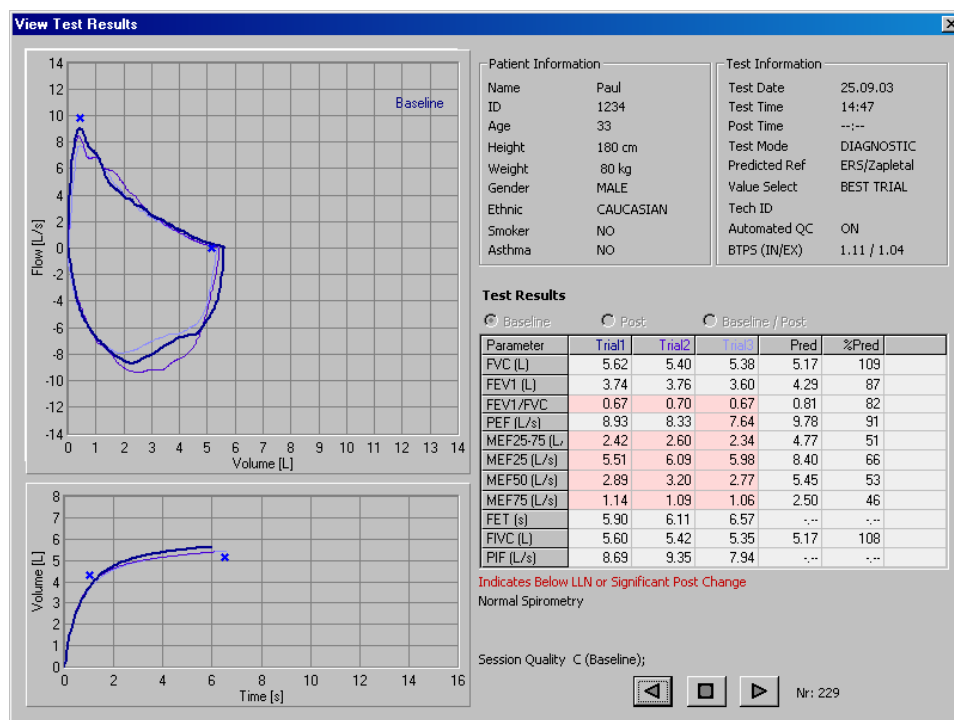 View Test Results
14
12
10
8
6
4
2
0
-2
-4
-6
-8
-10
-12
-14
Flow [L/s]
Baseline
0 1 2 3 4 5 6 7 8 9 10 11 12 13 14
Volume [L]
8
7
6
5
4
3
2
1
0
Volume [L]
0 2 4 6 8 10 12 14 16
Time [s]
Patient Information
Name Paul
ID 1234
Age 33
Height 180 cm
Weight 80 kg
Gender MALE
Ethnic CAUCASIAN
Smoker NO
Asthma NO
Test Information
Test Date 25.09.03
Test Time 14:47
Post Time --:--
Test Mode DIAGNOSTIC
Predicted Ref ERS/Zapletal
Value Select BEST TRIAL
Tech ID
Automated QC ON
BTPS (IN/EX) 1.11 / 1.04
Test Results
Baseline Post Baseline / Post
Parameter Trial1 Trial2 Trial3 Pred %Pred
FVC (L) 5.62 5.40 5.38 5.17 109
FEV1 (L) 3.74 3.76 3.60 4.29 87
FEV1/FVC 0.67 0.70 0.67 0.81 82
PEF (L/s) 8.93 8.33 7.64 9.78 91
MEF25-75 (L/ 2.42 2.60 2.34 4.77 51
MEF25 (L/s) 5.51 6.09 5.98 8.40 66
MEF50 (L/s) 2.89 3.20 2.77 5.45 53
MEF75 (L/s) 1.14 1.09 1.06 2.50 46
FET (s) 5.90 6.11 6.57 -.-- -.--
FIVC (L) 5.60 5.42 5.35 5.17 108
PIF (L/s) 8.69 9.35 7.94 -.-- -.--
Indicates Below LLN or Significant Post Change
Normal Spirometry
Session Quality C (Baseline);
Nr: 229